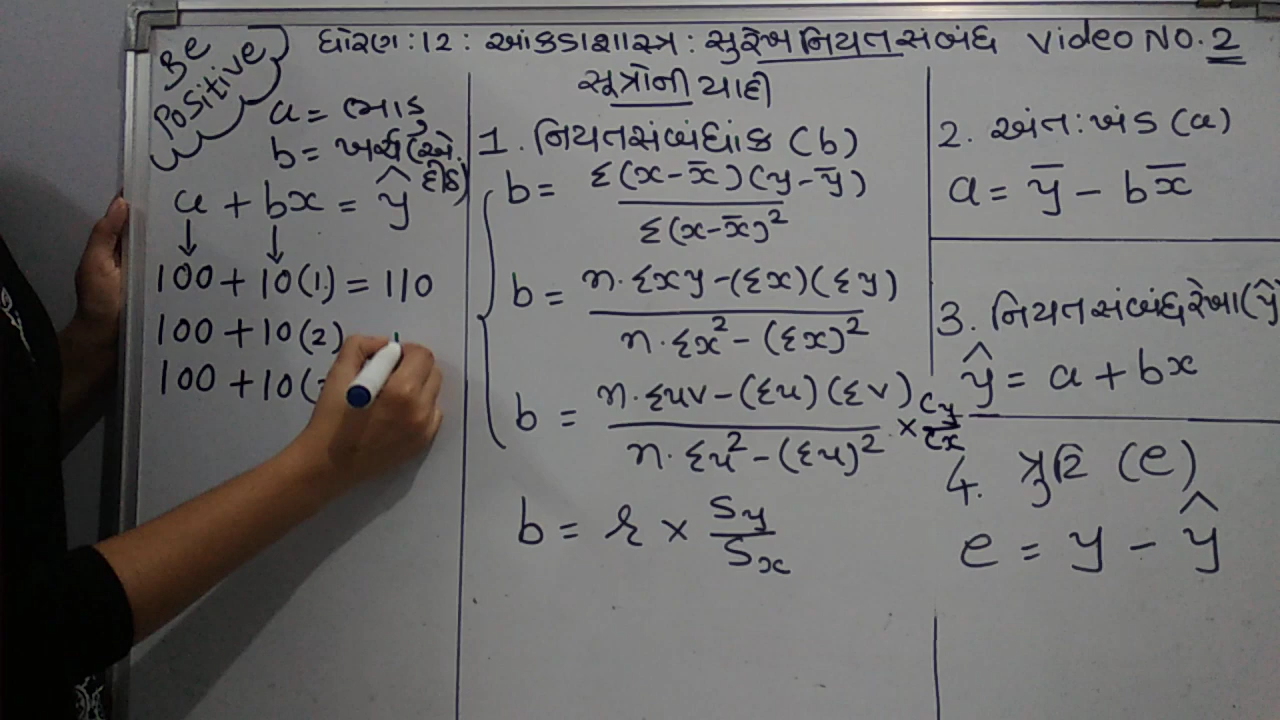 Be
Positive
ધોરણ : 12 : આંકડાશાસ્ત્ર : સુરેખ નિયતસંબંધ Video NO. 2
સૂત્રોની યાદી
a = ભાડું
b = ખર્ચ (એ.
દીઠ)
a + bx = ŷ
↓ ↓
100 + 10(1) = 110
100 + 10(2)
100 + 10(
1. નિયતસંબંધાંક (b)
b = Σ(x-x̄)(y-ȳ) / Σ(x-x̄)²
b = n·Σxy-(Σx)(Σy) / n·Σx²-(Σx)²
b = n·Σuv-(Σu)(Σv) / n·Σu²-(Σu)² × Cy / Cx
b = r × Sy / Sx
2. અંત:ખંડ (a)
a = ȳ - bx̄
3. નિયતસંબંધ રેખા (ŷ)
ŷ = a + bx
4. ત્રુટિ (e)
e = y - ŷ